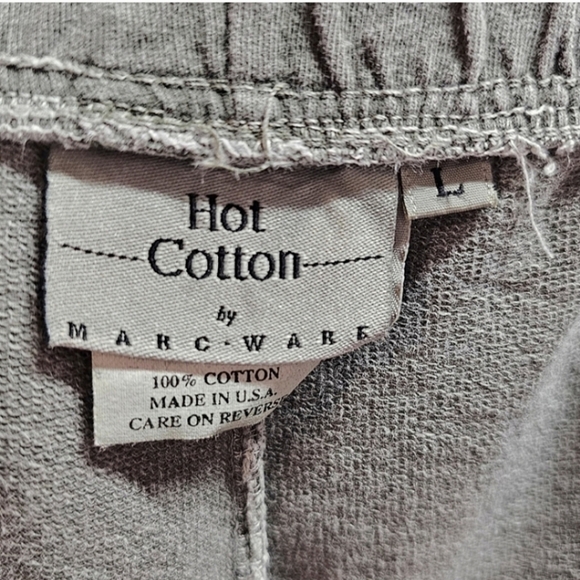 Hot
Cotton
by
MARC·WARE
L
100% COTTON
MADE IN U.S.A.
CARE ON REVERSE